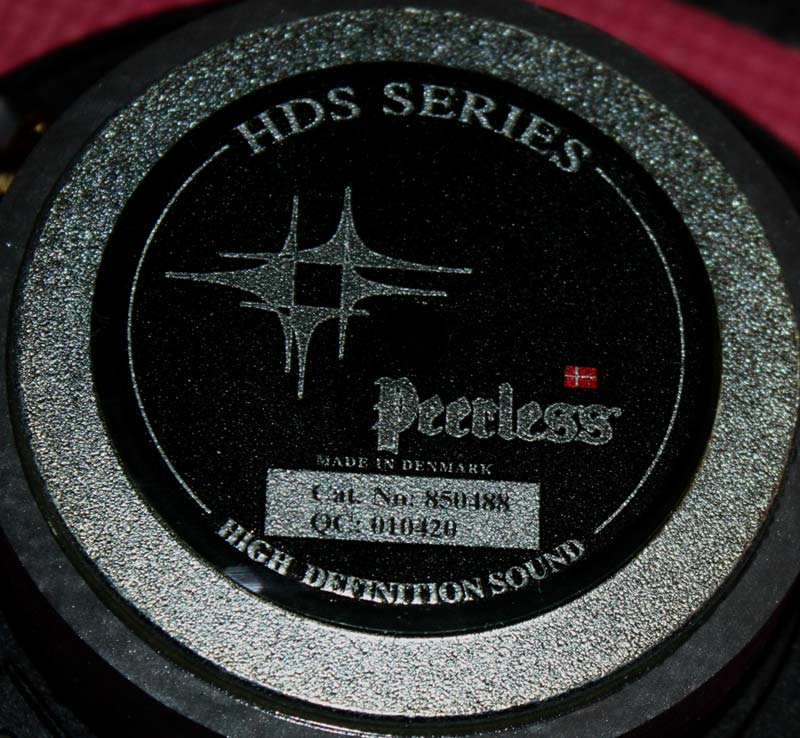 HDS SERIES
Peerless
MADE IN DENMARK
Cat. No: 850488
QC: 010420
HIGH DEFINITION SOUND